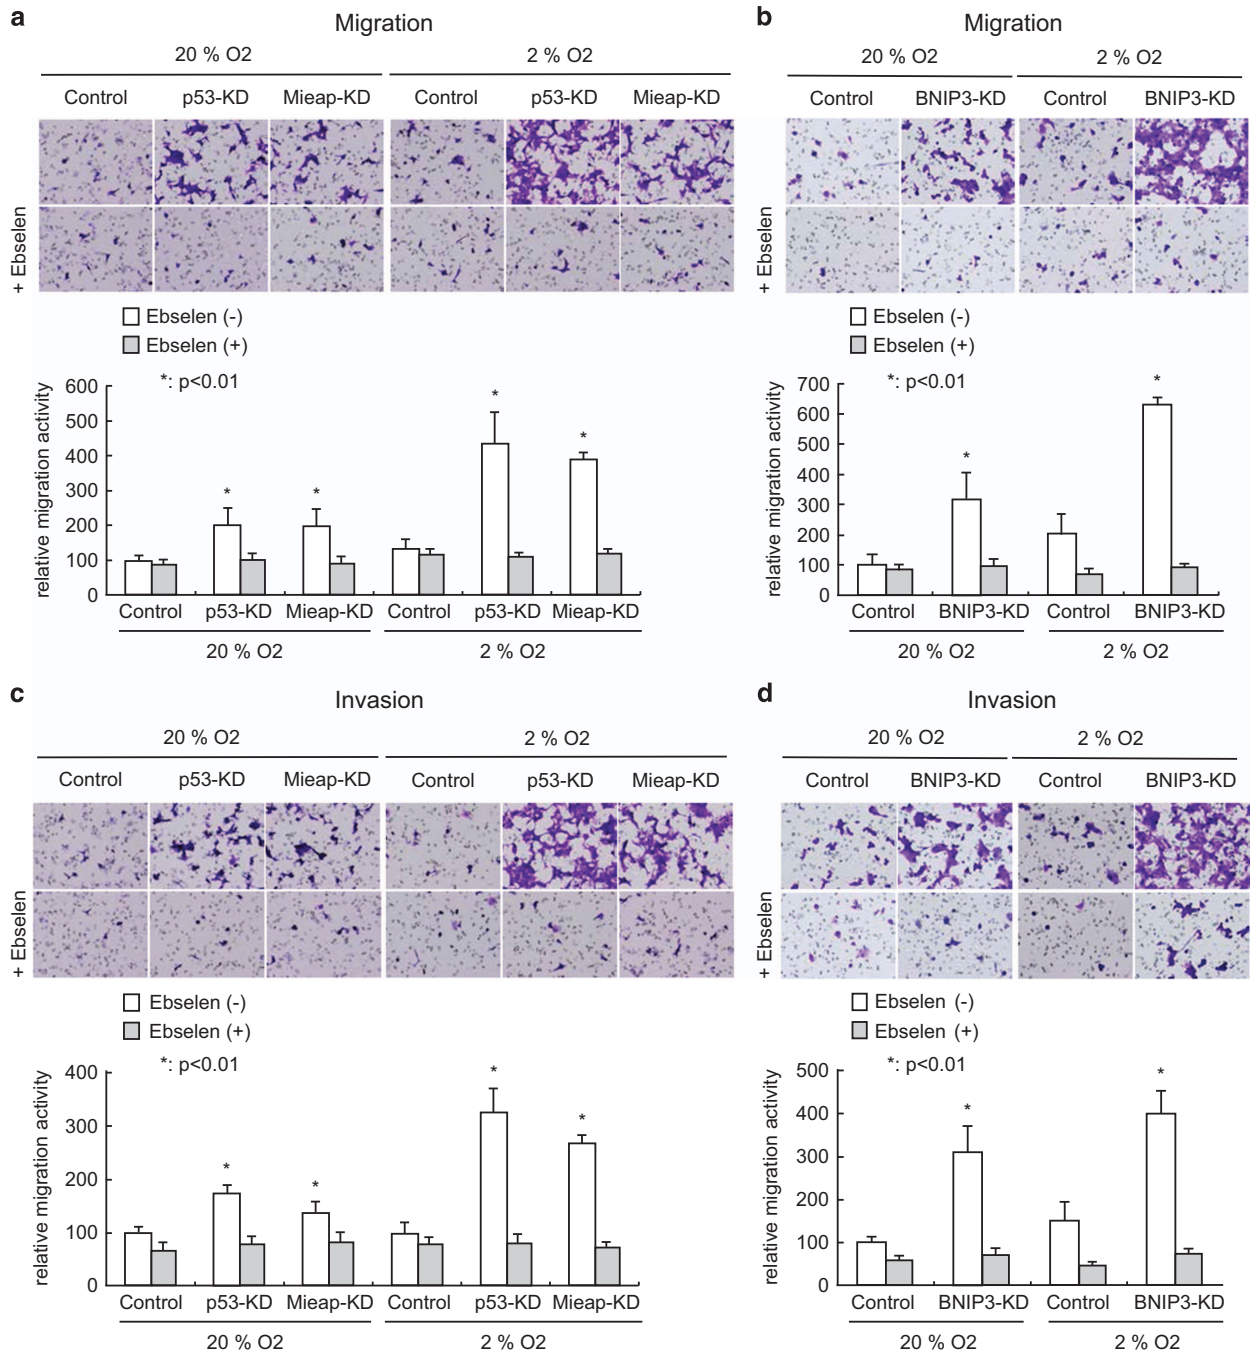 a
Migration
20 % O2
2 % O2
Control
p53-KD
Mieap-KD
Control
p53-KD
Mieap-KD
+ Ebselen
Ebselen (-)
Ebselen (+)
*: p<0.01
relative migration activity
600
500
400
300
200
100
0
*
*
*
*
Control
p53-KD
Mieap-KD
Control
p53-KD
Mieap-KD
20 % O2
2 % O2
b
Migration
20 % O2
2 % O2
Control
BNIP3-KD
Control
BNIP3-KD
+ Ebselen
Ebselen (-)
Ebselen (+)
*: p<0.01
relative migration activity
700
600
500
400
300
200
100
0
*
*
Control
BNIP3-KD
Control
BNIP3-KD
20 % O2
2 % O2
c
Invasion
20 % O2
2 % O2
Control
p53-KD
Mieap-KD
Control
p53-KD
Mieap-KD
+ Ebselen
Ebselen (-)
Ebselen (+)
*: p<0.01
relative migration activity
400
300
200
100
0
*
*
*
*
Control
p53-KD
Mieap-KD
Control
p53-KD
Mieap-KD
20 % O2
2 % O2
d
Invasion
20 % O2
2 % O2
Control
BNIP3-KD
Control
BNIP3-KD
+ Ebselen
Ebselen (-)
Ebselen (+)
*: p<0.01
relative migration activity
500
400
300
200
100
0
*
*
Control
BNIP3-KD
Control
BNIP3-KD
20 % O2
2 % O2